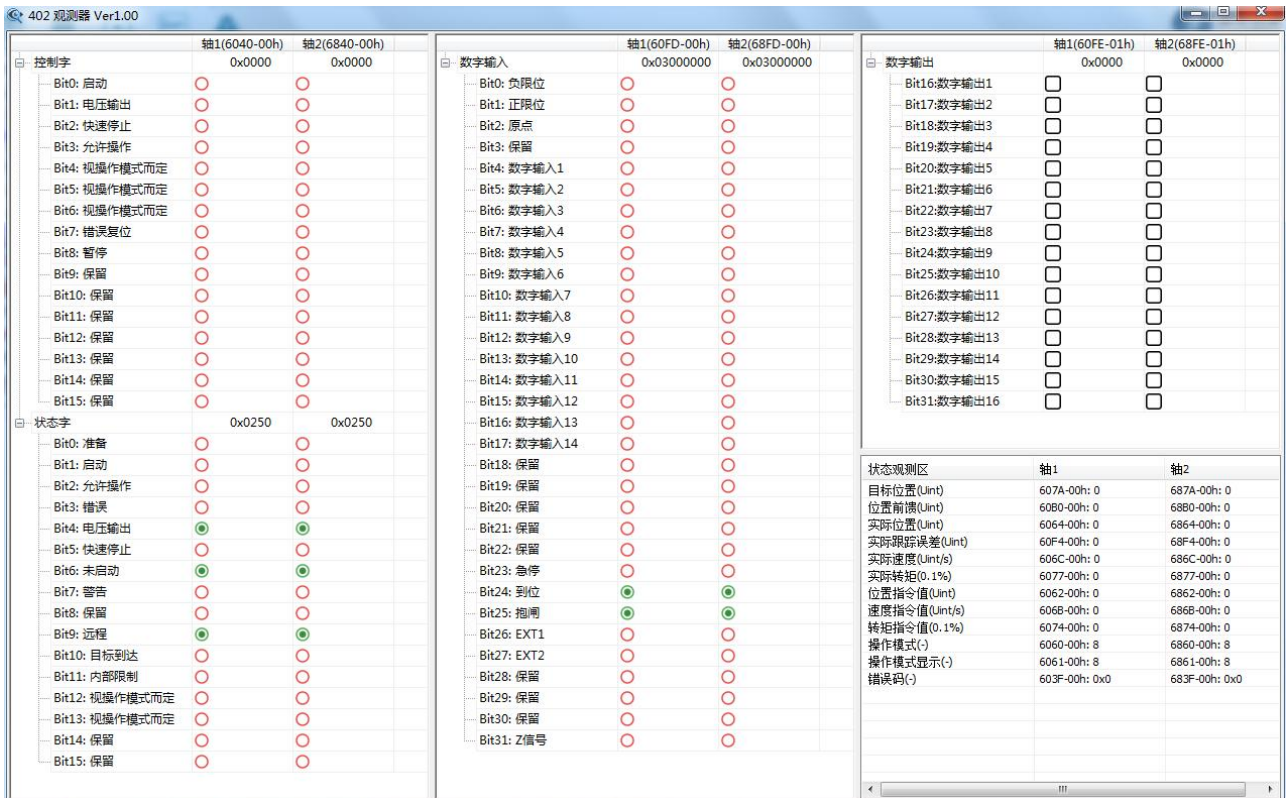 402 观测器 Ver1.00
轴1(6040-00h) 轴2(6840-00h)
控制字 0x0000 0x0000
Bit0: 启动
Bit1: 电压输出
Bit2: 快速停止
Bit3: 允许操作
Bit4: 视操作模式而定
Bit5: 视操作模式而定
Bit6: 视操作模式而定
Bit7: 错误复位
Bit8: 暂停
Bit9: 保留
Bit10: 保留
Bit11: 保留
Bit12: 保留
Bit13: 保留
Bit14: 保留
Bit15: 保留
状态字 0x0250 0x0250
Bit0: 准备
Bit1: 启动
Bit2: 允许操作
Bit3: 错误
Bit4: 电压输出
Bit5: 快速停止
Bit6: 未启动
Bit7: 警告
Bit8: 保留
Bit9: 远程
Bit10: 目标到达
Bit11: 内部限制
Bit12: 视操作模式而定
Bit13: 视操作模式而定
Bit14: 保留
Bit15: 保留
轴1(60FD-00h) 轴2(68FD-00h)
数字输入 0x03000000 0x03000000
Bit0: 负限位
Bit1: 正限位
Bit2: 原点
Bit3: 保留
Bit4: 数字输入1
Bit5: 数字输入2
Bit6: 数字输入3
Bit7: 数字输入4
Bit8: 数字输入5
Bit9: 数字输入6
Bit10: 数字输入7
Bit11: 数字输入8
Bit12: 数字输入9
Bit13: 数字输入10
Bit14: 数字输入11
Bit15: 数字输入12
Bit16: 数字输入13
Bit17: 数字输入14
Bit18: 保留
Bit19: 保留
Bit20: 保留
Bit21: 保留
Bit22: 保留
Bit23: 急停
Bit24: 到位
Bit25: 抱闸
Bit26: EXT1
Bit27: EXT2
Bit28: 保留
Bit29: 保留
Bit30: 保留
Bit31: Z信号
轴1(60FE-01h) 轴2(68FE-01h)
数字输出 0x0000 0x0000
Bit16:数字输出1
Bit17:数字输出2
Bit18:数字输出3
Bit19:数字输出4
Bit20:数字输出5
Bit21:数字输出6
Bit22:数字输出7
Bit23:数字输出8
Bit24:数字输出9
Bit25:数字输出10
Bit26:数字输出11
Bit27:数字输出12
Bit28:数字输出13
Bit29:数字输出14
Bit30:数字输出15
Bit31:数字输出16
状态观测区 轴1 轴2
目标位置(Uint) 607A-00h: 0 687A-00h: 0
位置前馈(Uint) 60B0-00h: 0 68B0-00h: 0
实际位置(Uint) 6064-00h: 0 6864-00h: 0
实际跟踪误差(Uint) 60F4-00h: 0 68F4-00h: 0
实际速度(Uint/s) 606C-00h: 0 686C-00h: 0
实际转矩(0.1%) 6077-00h: 0 6877-00h: 0
位置指令值(Uint) 6062-00h: 0 6862-00h: 0
速度指令值(Uint/s) 606B-00h: 0 686B-00h: 0
转矩指令值(0.1%) 6074-00h: 0 6874-00h: 0
操作模式(-) 6060-00h: 8 6860-00h: 8
操作模式显示(-) 6061-00h: 8 6861-00h: 8
错误码(-) 603F-00h: 0x0 683F-00h: 0x0